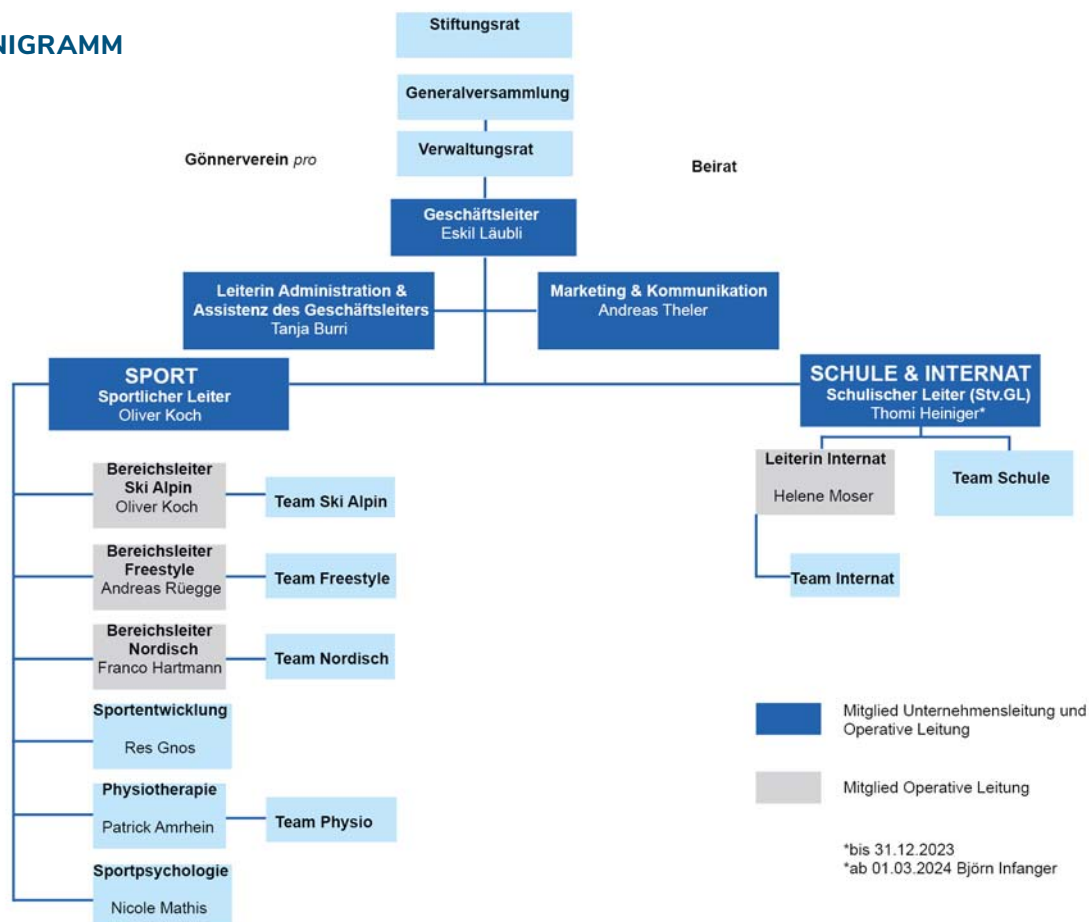 NIGRAMM
Stiftungsrat
Generalversammlung
Verwaltungsrat
Gönnerverein pro
Beirat
Geschäftsleiter
Eskil Läubli
Leiterin Administration &
Assistenz des Geschäftsleiters
Tanja Burri
Marketing & Kommunikation
Andreas Theler
SPORT
Sportlicher Leiter
Oliver Koch
SCHULE & INTERNAT
Schulischer Leiter (Stv.GL)
Thomi Heiniger*
Bereichsleiter
Ski Alpin
Oliver Koch
Team Ski Alpin
Leiterin Internat
Helene Moser
Team Schule
Bereichsleiter
Freestyle
Andreas Rüegge
Team Freestyle
Team Internat
Bereichsleiter
Nordisch
Franco Hartmann
Team Nordisch
Sportentwicklung
Res Gnos
Physiotherapie
Patrick Amrhein
Team Physio
Sportpsychologie
Nicole Mathis
Mitglied Unternehmensleitung und
Operative Leitung
Mitglied Operative Leitung
*bis 31.12.2023
*ab 01.03.2024 Björn Infanger